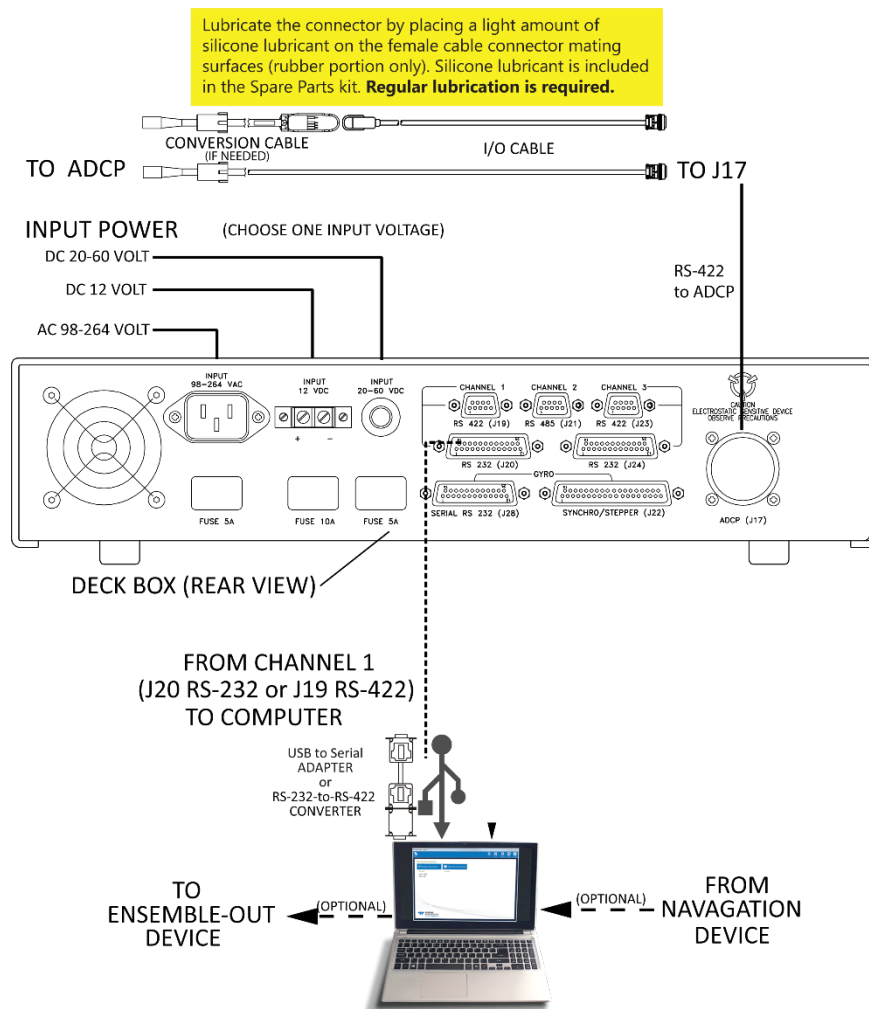 Lubricate the connector by placing a light amount of
silicone lubricant on the female cable connector mating
surfaces (rubber portion only). Silicone lubricant is included
in the Spare Parts kit. Regular lubrication is required.
CONVERSION CABLE
(IF NEEDED)
I/O CABLE
TO ADCP
TO J17
INPUT POWER
(CHOOSE ONE INPUT VOLTAGE)
DC 20-60 VOLT
DC 12 VOLT
AC 98-264 VOLT
RS-422
to ADCP
INPUT
98-264 VAC
INPUT
12 VDC
INPUT
20-60 VDC
+ -
CHANNEL 1
CHANNEL 2
CHANNEL 3
RS 422 (J19)
RS 485 (J21)
RS 422 (J23)
CAUTION
ELECTROSTATIC SENSITIVE DEVICE
OBSERVE PRECAUTIONS
RS 232 (J20)
RS 232 (J24)
GYRO
SERIAL RS 232 (J28)
SYNCHRO/STEPPER (J22)
ADCP (J17)
FUSE 5A
FUSE 10A
FUSE 5A
DECK BOX (REAR VIEW)
FROM CHANNEL 1
(J20 RS-232 or J19 RS-422)
TO COMPUTER
USB to Serial
ADAPTER
or
RS-232-to-RS-422
CONVERTER
TO
ENSEMBLE-OUT
DEVICE
(OPTIONAL)
(OPTIONAL)
FROM
NAVAGATION
DEVICE